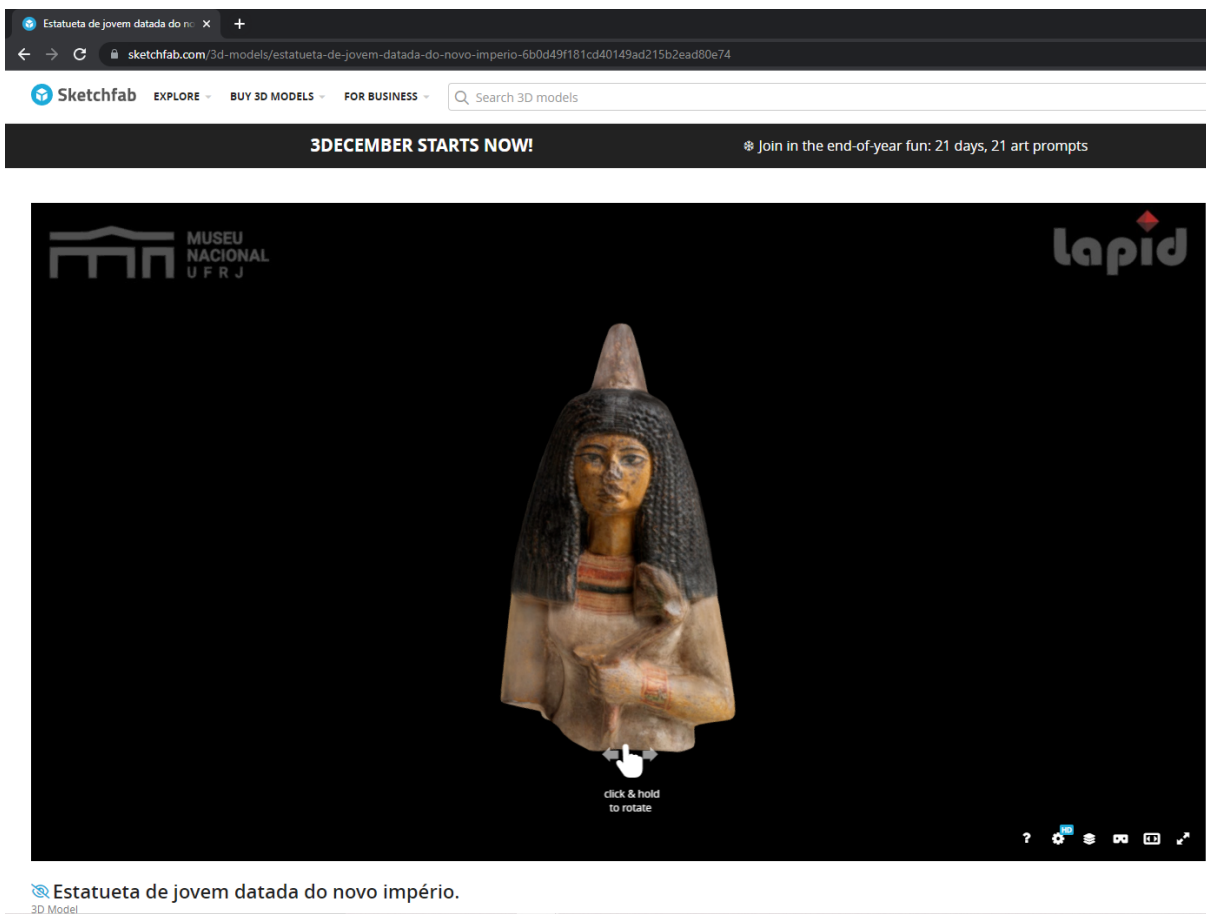 Estatueta de jovem datada do no
sketchfab.com/3d-models/estatueta-de-jovem-datada-do-novo-imperio-6b0d49f181cd40149ad215b2ead80e74
Sketchfab EXPLORE BUY 3D MODELS FOR BUSINESS Search 3D models
3DECEMBER STARTS NOW! ❄ Join in the end-of-year fun: 21 days, 21 art prompts
MUSEU
NACIONAL
UFRJ
lapid
click & hold
to rotate
? HD
Estatueta de jovem datada do novo império.
3D Model